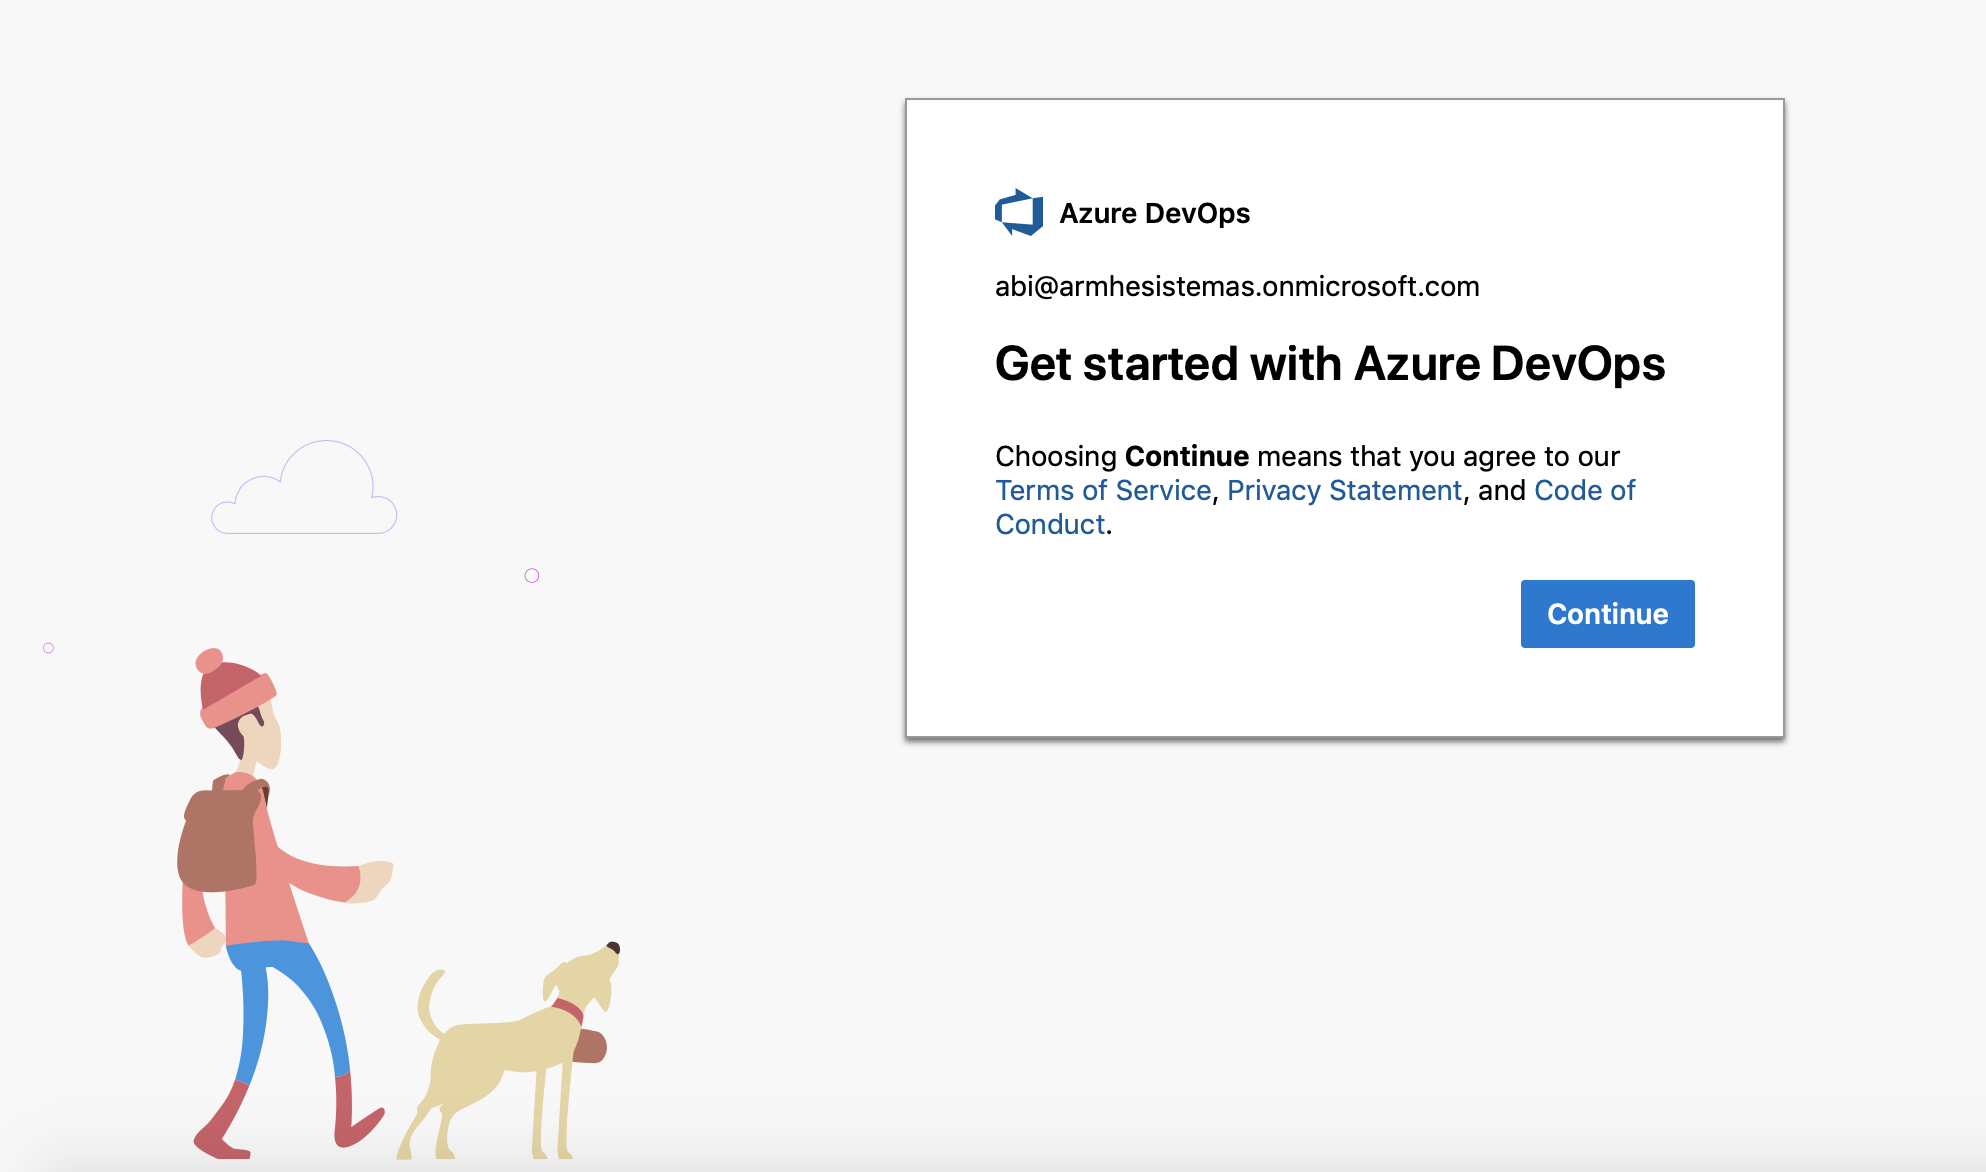 Azure DevOps
abi@armhesistemas.onmicrosoft.com
Get started with Azure DevOps
Choosing Continue means that you agree to our
Terms of Service, Privacy Statement, and Code of
Conduct.
Continue